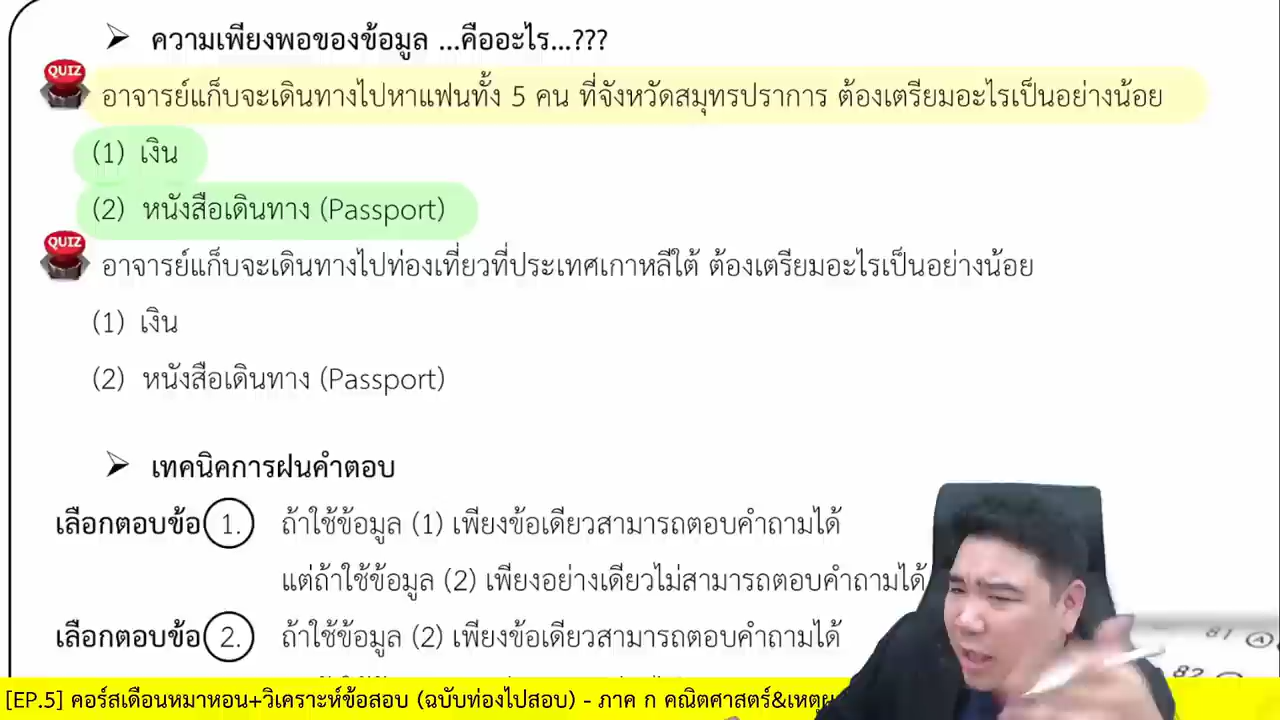 ➢ ความเพียงพอของข้อมูล ...คืออะไร...???
QUIZ
อาจารย์แก็บจะเดินทางไปหาแฟนทั้ง 5 คน ที่จังหวัดสมุทรปราการ ต้องเตรียมอะไรเป็นอย่างน้อย
(1) เงิน
(2) หนังสือเดินทาง (Passport)
QUIZ
อาจารย์แก็บจะเดินทางไปท่องเที่ยวที่ประเทศเกาหลีใต้ ต้องเตรียมอะไรเป็นอย่างน้อย
(1) เงิน
(2) หนังสือเดินทาง (Passport)
➢ เทคนิคการฝนคำตอบ
เลือกตอบข้อ 1. ถ้าใช้ข้อมูล (1) เพียงข้อเดียวสามารถตอบคำถามได้
แต่ถ้าใช้ข้อมูล (2) เพียงอย่างเดียวไม่สามารถตอบคำถามได้
เลือกตอบข้อ 2. ถ้าใช้ข้อมูล (2) เพียงข้อเดียวสามารถตอบคำถามได้
81 A
82
[EP.5] คอร์สเดือนหมาหอน+วิเคราะห์ข้อสอบ (ฉบับท่องไปสอบ) - ภาค ก คณิตศาสตร์&เหตุผ